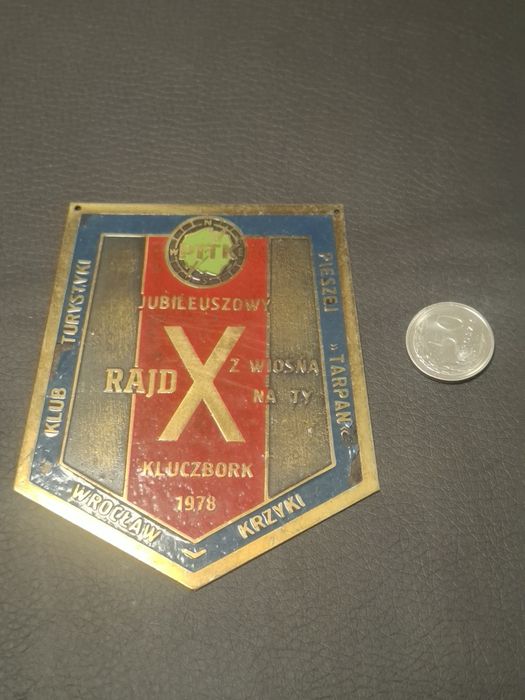 PTTK
JUBILEUSZOWY
RAJD X Z WIOSNĄ
NA TY
KLUCZBORK
1978
KLUB TURYSTYKI
PIESZEJ „TARPAN”
WROCŁAW – KRZYKI
50